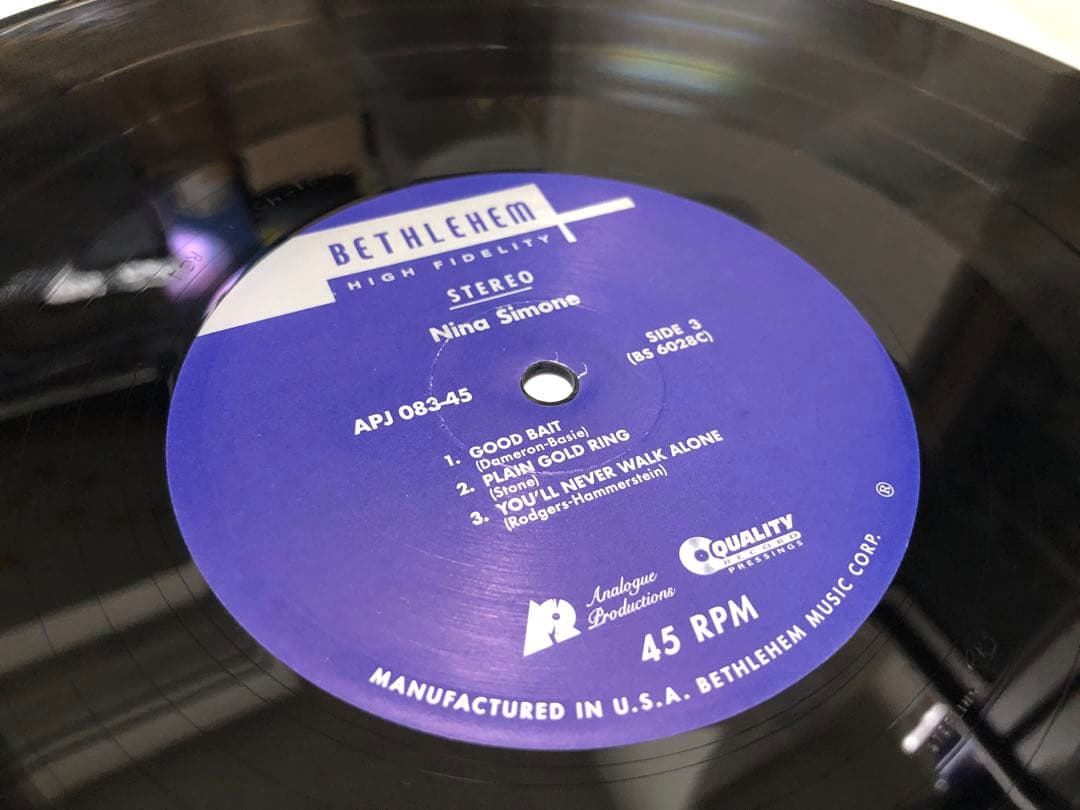 BETHLEHEM
HIGH FIDELITY
STEREO
Nina Simone
SIDE 3
(BS 6028C)
APJ 083-45
1. GOOD BAIT
(Dameron-Basie)
2. PLAIN GOLD RING
(Stone)
3. YOU'LL NEVER WALK ALONE
(Rodgers-Hammerstein)
QUALITY
RECORD
PRESSINGS
Analogue
Productions
45 RPM
MANUFACTURED IN U.S.A. BETHLEHEM MUSIC CORP. ®